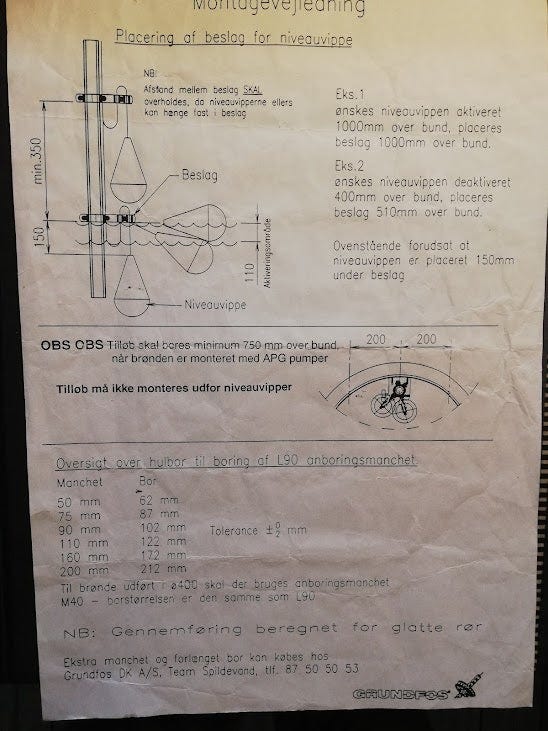 Montagevejledning
Placering af beslag for niveauvippe
NB:
Afstand mellem beslag SKAL
overholdes, da niveauvipperne ellers
kan hænge fast i beslag
Eks.1
ønskes niveauvippen aktiveret
1000mm over bund, placeres
beslag 1000mm over bund.
Eks.2
ønskes niveauvippen deaktiveret
400mm over bund, placeres
beslag 510mm over bund.
Ovenstående forudsat at
niveauvippen er placeret 150mm
under beslag
min.350
Beslag
150
110
Aktiveringsområde
Niveauvippe
OBS OBS Tilløb skal bores minimum 750 mm over bund,
når brønden er monteret med APG pumper
Tilløb må ikke monteres udfor niveauvipper
200 200
Oversigt over hulbor til boring af L90 anboringsmanchet.
Manchet Bor
50 mm 62 mm
75 mm 87 mm
90 mm 102 mm
110 mm 122 mm
160 mm 172 mm
200 mm 212 mm
Tolerance ±0/2 mm
Til brønde udført i ø400 skal der bruges anboringsmanchet
M40 - borstørrelsen er den samme som L90
NB: Gennemføring beregnet for glatte rør
Ekstra manchet og forlænget bor kan købes hos
Grundfos DK A/S, Team Spildevand, tlf. 87 50 50 53
GRUNDFOS